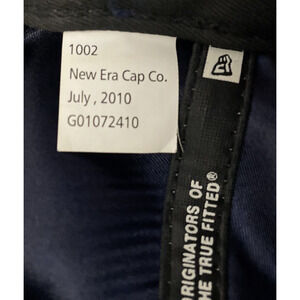 1002
New Era Cap Co.
July , 2010
G01072410
ORIGINATORS OF
THE TRUE FITTED®